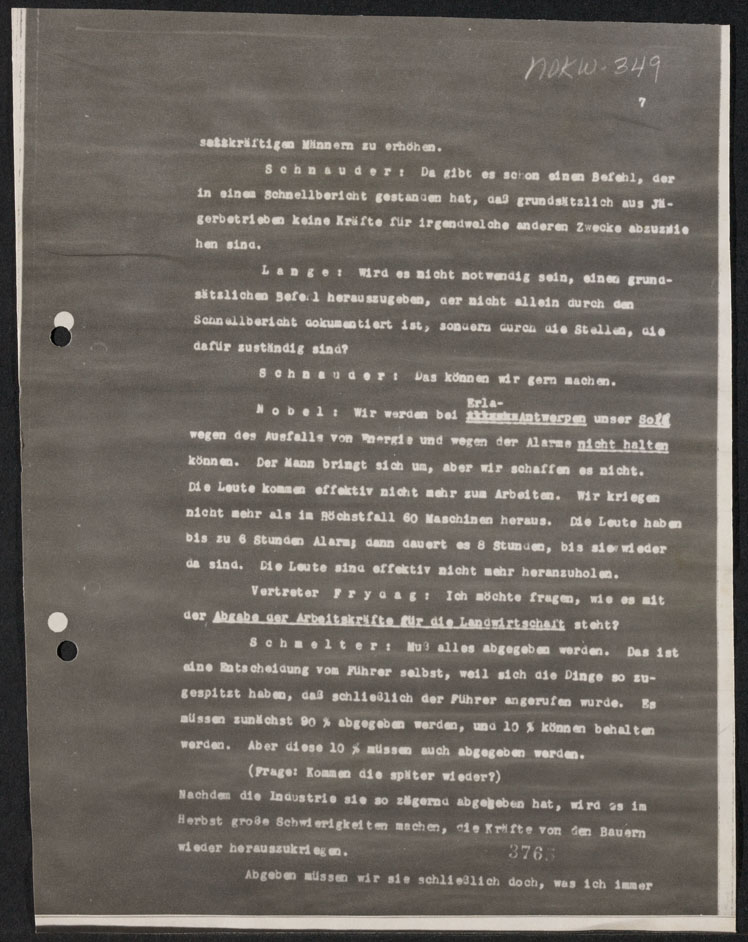 NOKW-349
7
satzkräftigen Männern zu erhöhen.
S c h n a u d e r : Da gibt es schon einen Befehl, der
in einem Schnellbericht gestanden hat, daß grundsätzlich aus Jä-
gerbetrieben keine Kräfte für irgendwelche anderen Zwecke abzuzie
hen sind.
L a n g e : Wird es nicht notwendig sein, einen grund-
sätzlichen Befehl herauszugeben, der nicht allein durch den
Schnellbericht dokumentiert ist, sondern durch die Stellen, die
dafür zuständig sind?
S c h n a u d e r : Das können wir gern machen.
Erla-
N o b e l : Wir werden bei Antwerpen unser Soll
wegen des Ausfalls von Energie und wegen der Alarme nicht halten
können. Der Mann bringt sich um, aber wir schaffen es nicht.
Die Leute kommen effektiv nicht mehr zum Arbeiten. Wir kriegen
nicht mehr als im Höchstfall 60 Maschinen heraus. Die Leute haben
bis zu 6 Stunden Alarm; dann dauert es 8 Stunden, bis sie wieder
da sind. Die Leute sind effektiv nicht mehr heranzuholen.
Vertreter F r y d a g : Ich möchte fragen, wie es mit
der Abgabe der Arbeitskräfte für die Landwirtschaft steht?
S c h m e l t e r : Muß alles abgegeben werden. Das ist
eine Entscheidung vom Führer selbst, weil sich die Dinge so zu-
gespitzt haben, daß schließlich der Führer angerufen wurde. Es
müssen zunächst 90 % abgegeben werden, und 10 % können behalten
werden. Aber diese 10 % müssen auch abgegeben werden.
(Frage: Kommen die später wieder?)
Nachdem die Industrie sie so zögernd abgegeben hat, wird es im
Herbst große Schwierigkeiten machen, die Kräfte von den Bauern
wieder herauszukriegen.
Abgeben müssen wir sie schließlich doch, was ich immer